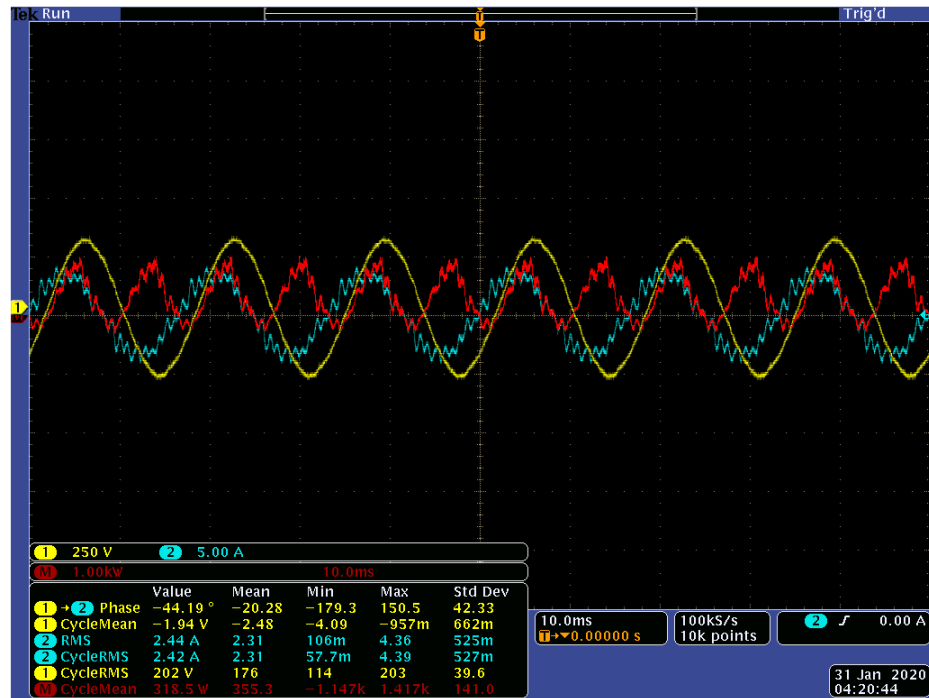 Tek Run Trig'd
T
T
1
M
1 250 V 2 5.00 A
M 1.00kW 10.0ms
Value Mean Min Max Std Dev
1 → 2 Phase −44.19 ° −20.28 −179.3 150.5 42.33
1 CycleMean −1.94 V −2.48 −4.09 −957m 662m
2 RMS 2.44 A 2.31 106m 4.36 525m
2 CycleRMS 2.42 A 2.31 57.7m 4.39 527m
1 CycleRMS 202 V 176 114 203 39.6
M CycleMean 318.5 W 355.3 −1.147k 1.417k 141.0
10.0ms 100kS/s 2 0.00 A
T→▼0.00000 s 10k points
31 Jan 2020
04:20:44